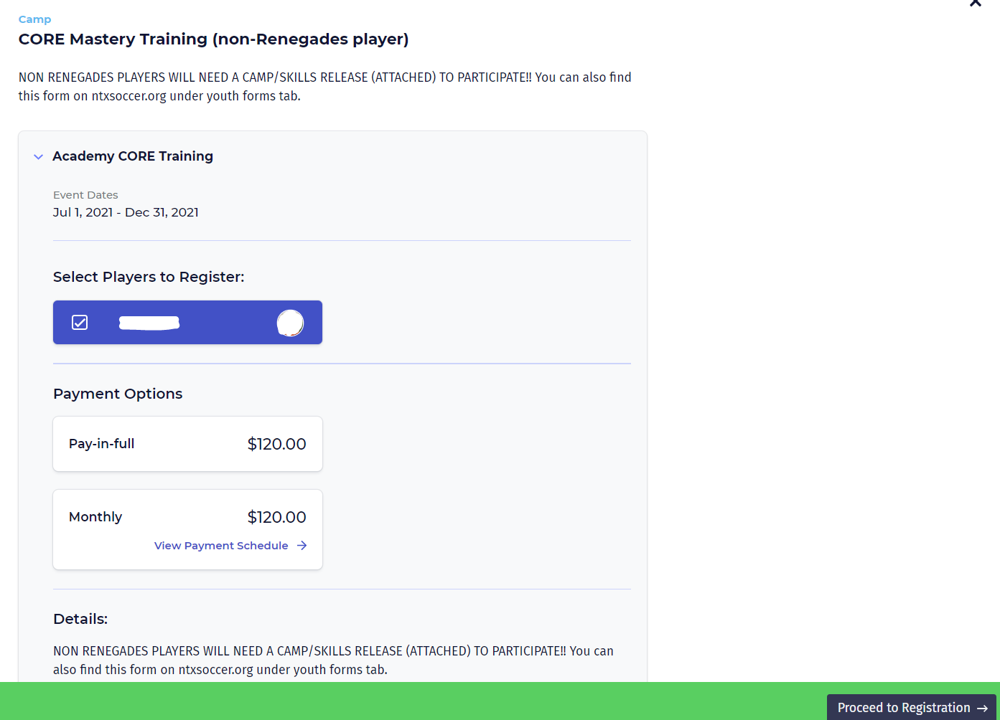 Camp
CORE Mastery Training (non-Renegades player)
NON RENEGADES PLAYERS WILL NEED A CAMP/SKILLS RELEASE (ATTACHED) TO PARTICIPATE!! You can also find
this form on ntxsoccer.org under youth forms tab.
Academy CORE Training
Event Dates
Jul 1, 2021 - Dec 31, 2021
Select Players to Register:
Payment Options
Pay-in-full $120.00
Monthly $120.00
View Payment Schedule →
Details:
NON RENEGADES PLAYERS WILL NEED A CAMP/SKILLS RELEASE (ATTACHED) TO PARTICIPATE!! You can
also find this form on ntxsoccer.org under youth forms tab.
Proceed to Registration →